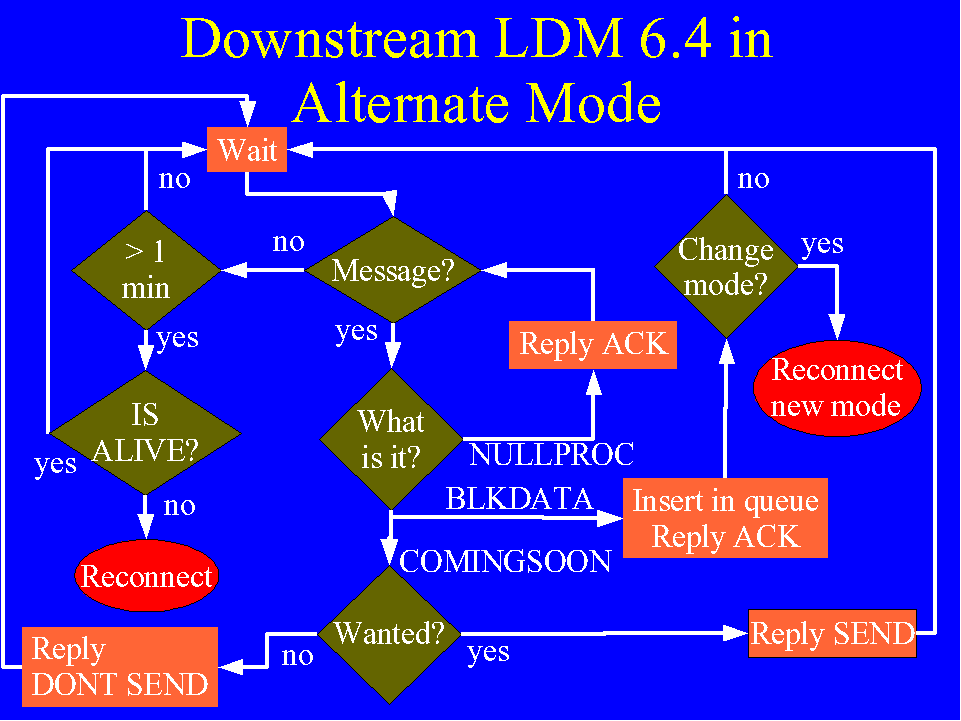 Downstream LDM 6.4 in
Alternate Mode
Wait
no
no
> 1
min
no
Message?
Change
mode?
yes
yes
yes
Reply ACK
Reconnect
new mode
IS
ALIVE?
What
is it?
yes
NULLPROC
BLKDATA
Insert in queue
Reply ACK
no
COMINGSOON
Reconnect
Wanted?
Reply SEND
Reply
DONT SEND
no
yes